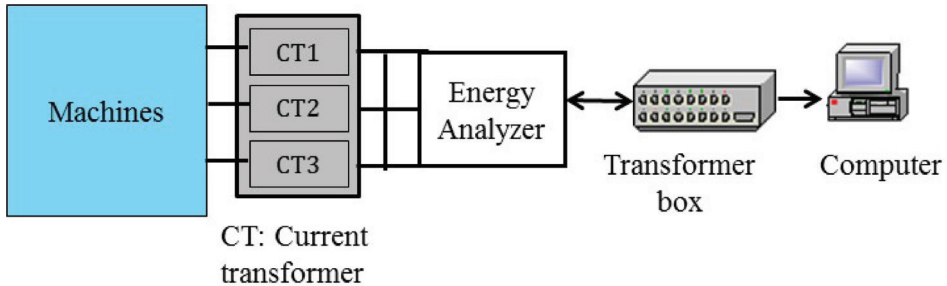 Machines
CT1
CT2
CT3
CT: Current
transformer
Energy
Analyzer
Transformer
box
Computer